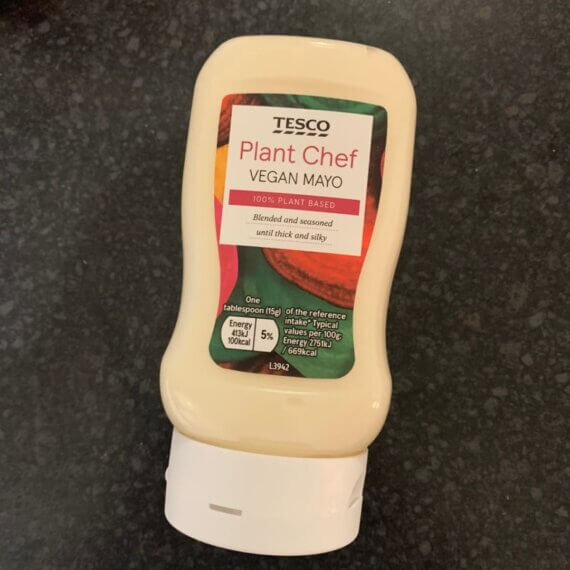 TESCO
Plant Chef
VEGAN MAYO
100% PLANT BASED
Blended and seasoned
until thick and silky
One
tablespoon (15g)
Energy
413kJ
100kcal
5%
of the reference
intake* Typical
values per 100g:
Energy 2751kJ
/ 669kcal
L3942